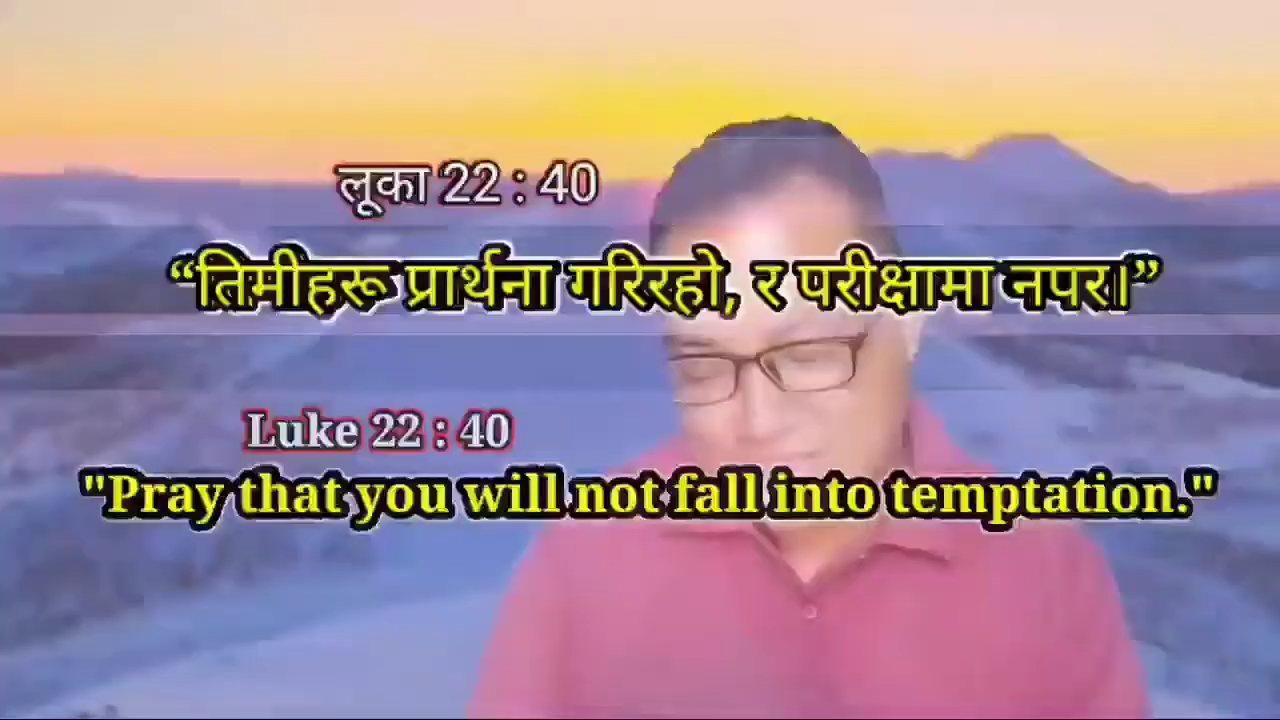 लूका 22 : 40
“तिमीहरू प्रार्थना गरिरहो, र परीक्षामा नपर।”
Luke 22 : 40
"Pray that you will not fall into temptation."